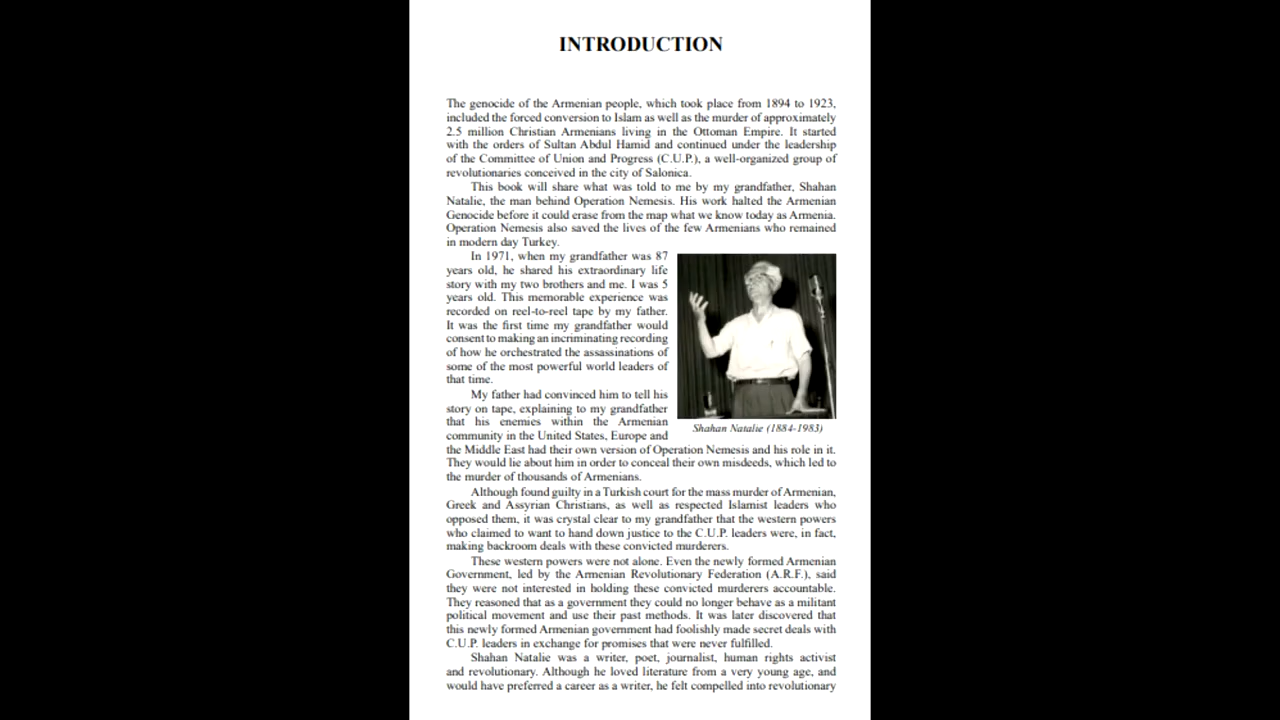 INTRODUCTION
The genocide of the Armenian people, which took place from 1894 to 1923,
included the forced conversion to Islam as well as the murder of approximately
2.5 million Christian Armenians living in the Ottoman Empire. It started
with the orders of Sultan Abdul Hamid and continued under the leadership
of the Committee of Union and Progress (C.U.P.), a well-organized group of
revolutionaries conceived in the city of Salonica.
This book will share what was told to me by my grandfather, Shahan
Natalie, the man behind Operation Nemesis. His work halted the Armenian
Genocide before it could erase from the map what we know today as Armenia.
Operation Nemesis also saved the lives of the few Armenians who remained
in modern day Turkey.
In 1971, when my grandfather was 87
years old, he shared his extraordinary life
story with my two brothers and me. I was 5
years old. This memorable experience was
recorded on reel-to-reel tape by my father.
It was the first time my grandfather would
consent to making an incriminating recording
of how he orchestrated the assassinations of
some of the most powerful world leaders of
that time.
My father had convinced him to tell his
story on tape, explaining to my grandfather
that his enemies within the Armenian
community in the United States, Europe and
Shahan Natalie (1884-1983)
the Middle East had their own version of Operation Nemesis and his role in it.
They would lie about him in order to conceal their own misdeeds, which led to
the murder of thousands of Armenians.
Although found guilty in a Turkish court for the mass murder of Armenian,
Greek and Assyrian Christians, as well as respected Islamist leaders who
opposed them, it was crystal clear to my grandfather that the western powers
who claimed to want to hand down justice to the C.U.P. leaders were, in fact,
making backroom deals with these convicted murderers.
These western powers were not alone. Even the newly formed Armenian
Government, led by the Armenian Revolutionary Federation (A.R.F.), said
they were not interested in holding these convicted murderers accountable.
They reasoned that as a government they could no longer behave as a militant
political movement and use their past methods. It was later discovered that
this newly formed Armenian government had foolishly made secret deals with
C.U.P. leaders in exchange for promises that were never fulfilled.
Shahan Natalie was a writer, poet, journalist, human rights activist
and revolutionary. Although he loved literature from a very young age, and
would have preferred a career as a writer, he felt compelled into revolutionary